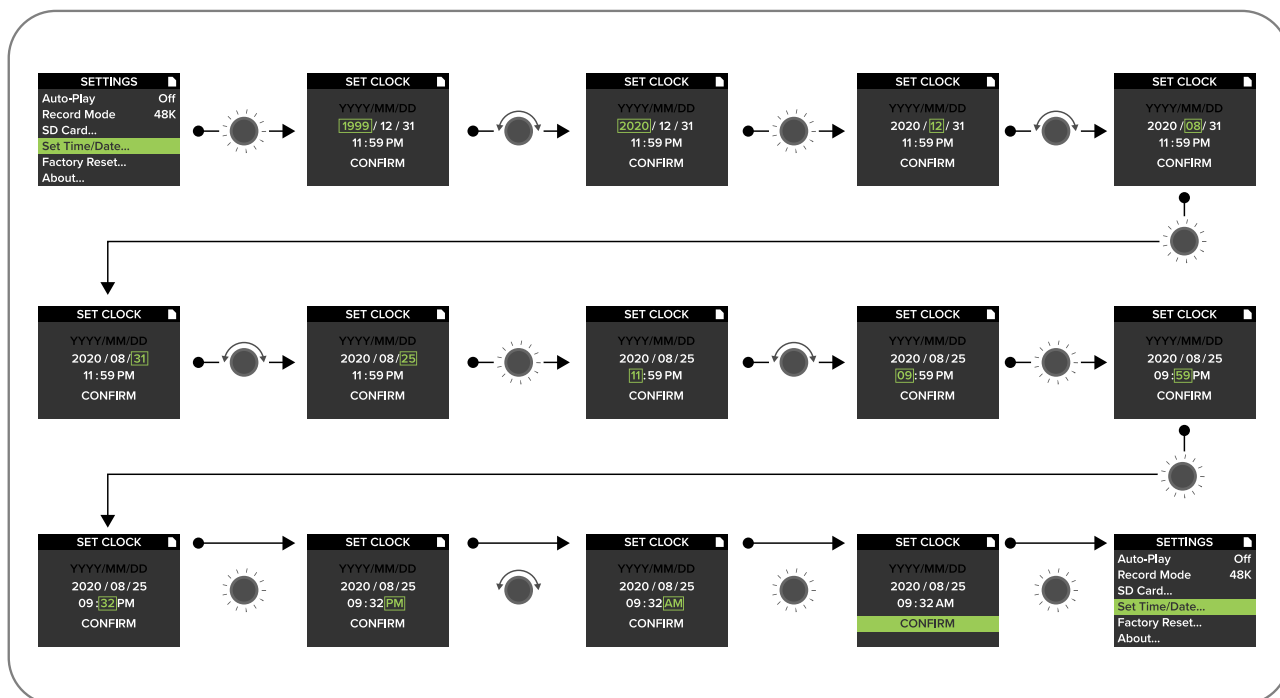 SETTINGS
Auto-Play Off
Record Mode 48K
SD Card...
Set Time/Date...
Factory Reset...
About...
SET CLOCK
YYYY/MM/DD
1999 / 12 / 31
11 : 59 PM
CONFIRM
SET CLOCK
YYYY/MM/DD
2020 / 12 / 31
11 : 59 PM
CONFIRM
SET CLOCK
YYYY/MM/DD
2020 / 12 / 31
11 : 59 PM
CONFIRM
SET CLOCK
YYYY/MM/DD
2020 / 08 / 31
11 : 59 PM
CONFIRM
SET CLOCK
YYYY/MM/DD
2020 / 08 / 31
11 : 59 PM
CONFIRM
SET CLOCK
YYYY/MM/DD
2020 / 08 / 25
11 : 59 PM
CONFIRM
SET CLOCK
YYYY/MM/DD
2020 / 08 / 25
11 : 59 PM
CONFIRM
SET CLOCK
YYYY/MM/DD
2020 / 08 / 25
09 : 59 PM
CONFIRM
SET CLOCK
YYYY/MM/DD
2020 / 08 / 25
09 : 59 PM
CONFIRM
SET CLOCK
YYYY/MM/DD
2020 / 08 / 25
09 : 32 PM
CONFIRM
SET CLOCK
YYYY/MM/DD
2020 / 08 / 25
09 : 32 PM
CONFIRM
SET CLOCK
YYYY/MM/DD
2020 / 08 / 25
09 : 32 AM
CONFIRM
SET CLOCK
YYYY/MM/DD
2020 / 08 / 25
09 : 32 AM
CONFIRM
SETTINGS
Auto-Play Off
Record Mode 48K
SD Card...
Set Time/Date...
Factory Reset...
About...